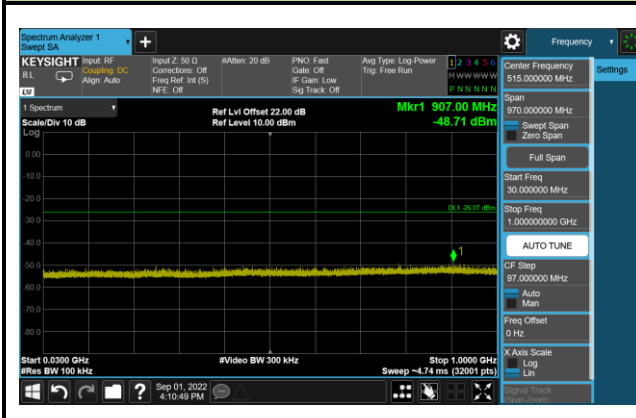 Spectrum Analyzer 1
Swept SA
Frequency
KEYSIGHT
RL
Input: RF
Coupling: DC
Align: Auto
Input Z: 50 Ω
Corrections: Off
Freq Ref: Int (S)
NFE: Off
#Atten: 20 dB
PNO: Fast
Gate: Off
IF Gain: Low
Sig Track: Off
Avg Type: Log-Power
Trig: Free Run
1 2 3 4 5 6
M W W W W W
P N N N N N
1 Spectrum
Scale/Div 10 dB
Log
Ref Lvl Offset 22.00 dB
Ref Level 10.00 dBm
Mkr1 907.00 MHz
-48.71 dBm
0.00
-10.0
-20.0
-30.0
-40.0
-50.0
-60.0
-70.0
-80.0
DL1 -26.07 dBm
1
Start 0.0300 GHz
#Res BW 100 kHz
#Video BW 300 kHz
Stop 1.0000 GHz
Sweep ~4.74 ms (32001 pts)
Sep 01, 2022
4:10:49 PM
Center Frequency
515.000000 MHz
Span
970.000000 MHz
Swept Span
Zero Span
Full Span
Start Freq
30.000000 MHz
Stop Freq
1.000000000 GHz
AUTO TUNE
CF Step
97.000000 MHz
Auto
Man
Freq Offset
0 Hz
X Axis Scale
Log
Lin
Signal Track
(Span Zoom)
Settings